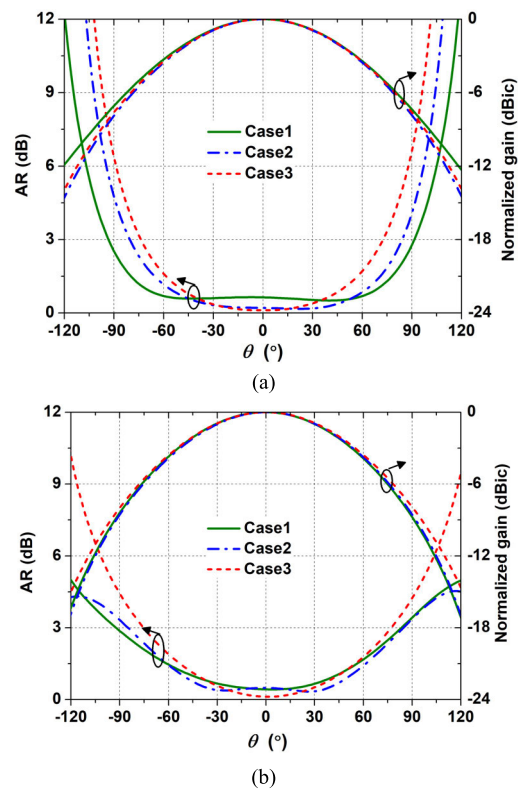 12
9
6
3
0
AR (dB)
0
-6
-12
-18
-24
Normalized gain (dBic)
Case1
Case2
Case3
-120 -90 -60 -30 0 30 60 90 120
θ (°)
(a)
12
9
6
3
0
AR (dB)
0
-6
-12
-18
-24
Normalized gain (dBic)
Case1
Case2
Case3
-120 -90 -60 -30 0 30 60 90 120
θ (°)
(b)